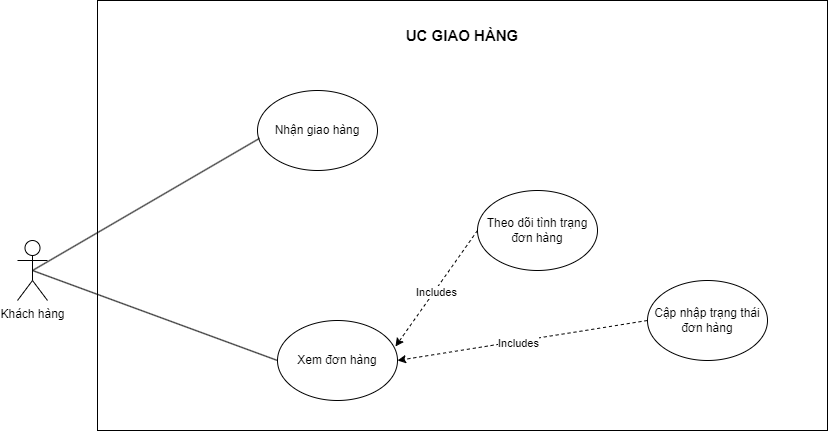 UC GIAO HÀNG
Nhận giao hàng
Theo dõi tình trạng
đơn hàng
Includes
Khách hàng
Cập nhập trạng thái
đơn hàng
Includes
Xem đơn hàng